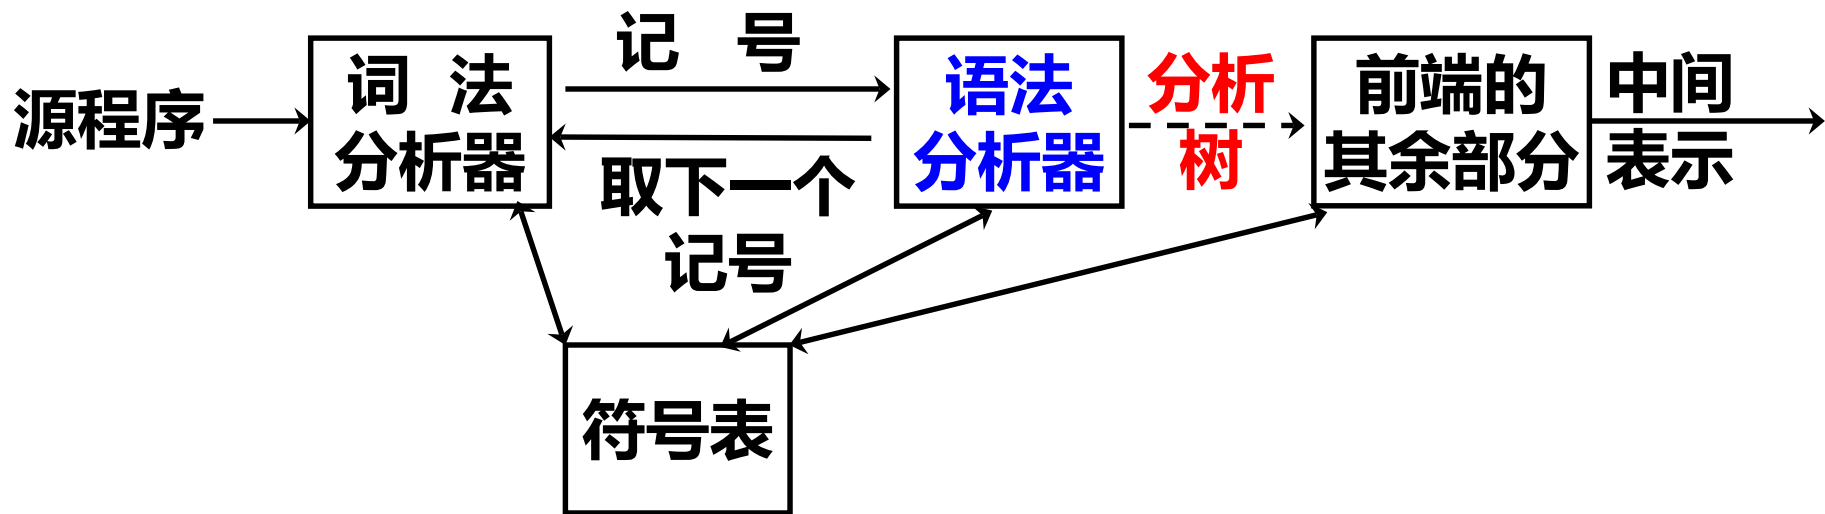 源程序
词 法
分析器
记 号
取下一个
记号
语法
分析器
分析
树
前端的
其余部分
中间
表示
符号表